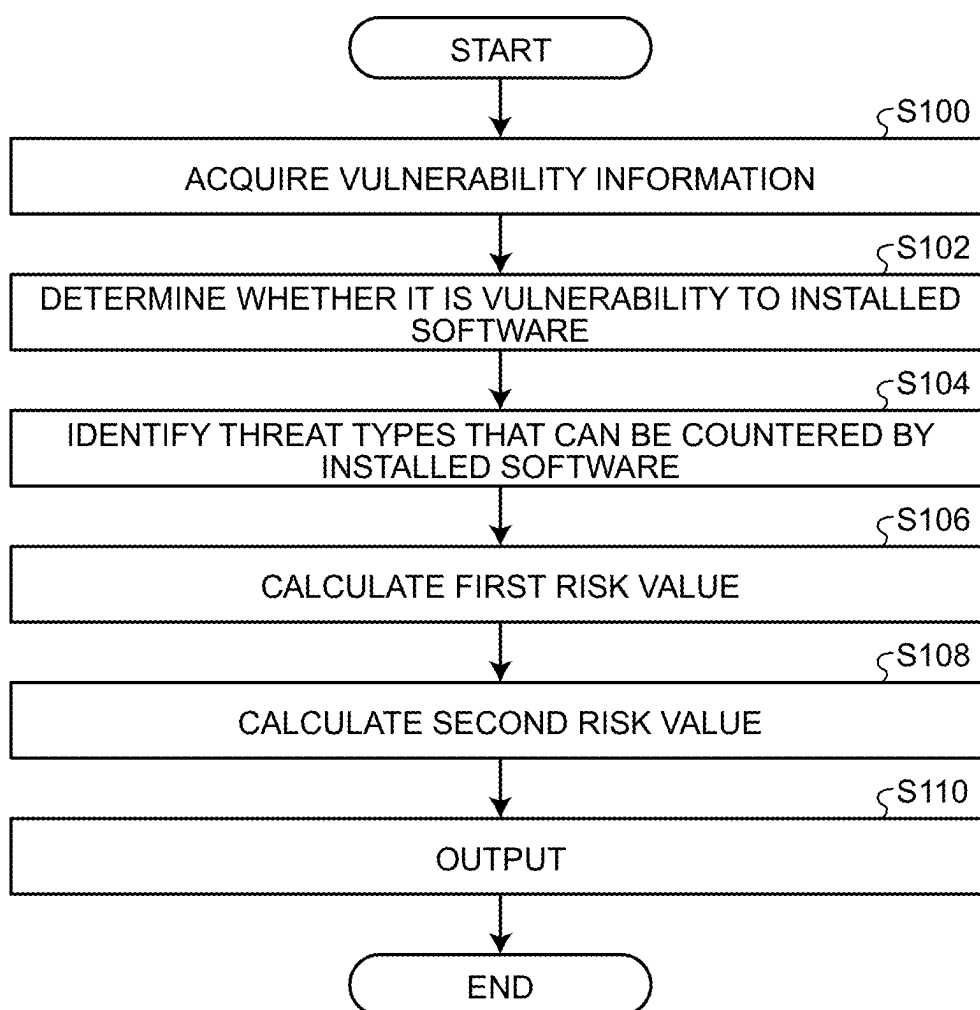 START
S100
ACQUIRE VULNERABILITY INFORMATION
S102
DETERMINE WHETHER IT IS VULNERABILITY TO INSTALLED
SOFTWARE
S104
IDENTIFY THREAT TYPES THAT CAN BE COUNTERED BY
INSTALLED SOFTWARE
S106
CALCULATE FIRST RISK VALUE
S108
CALCULATE SECOND RISK VALUE
S110
OUTPUT
END